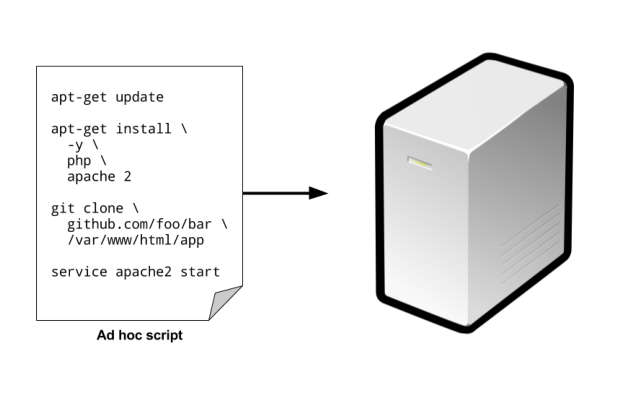 apt-get update
apt-get install \
-y \
php \
apache 2
git clone \
github.com/foo/bar \
/var/www/html/app
service apache2 start
Ad hoc script